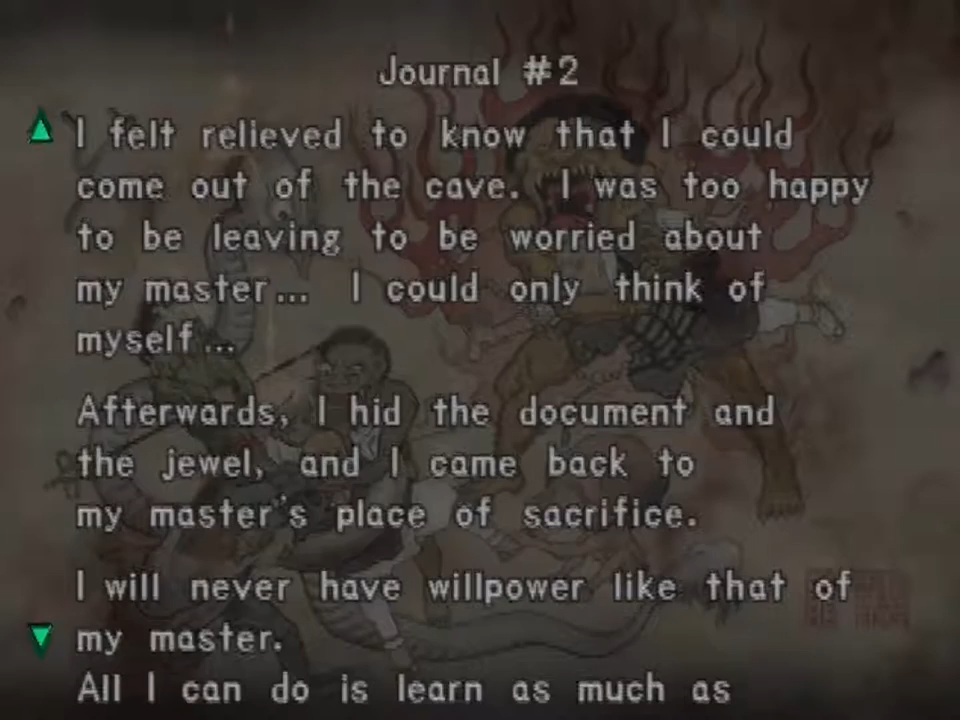 Journal #2
I felt relieved to know that I could
come out of the cave. I was too happy
to be leaving to be worried about
my master... I could only think of
myself...
Afterwards, I hid the document and
the jewel, and I came back to
my master's place of sacrifice.
I will never have willpower like that of
my master.
All I can do is learn as much as